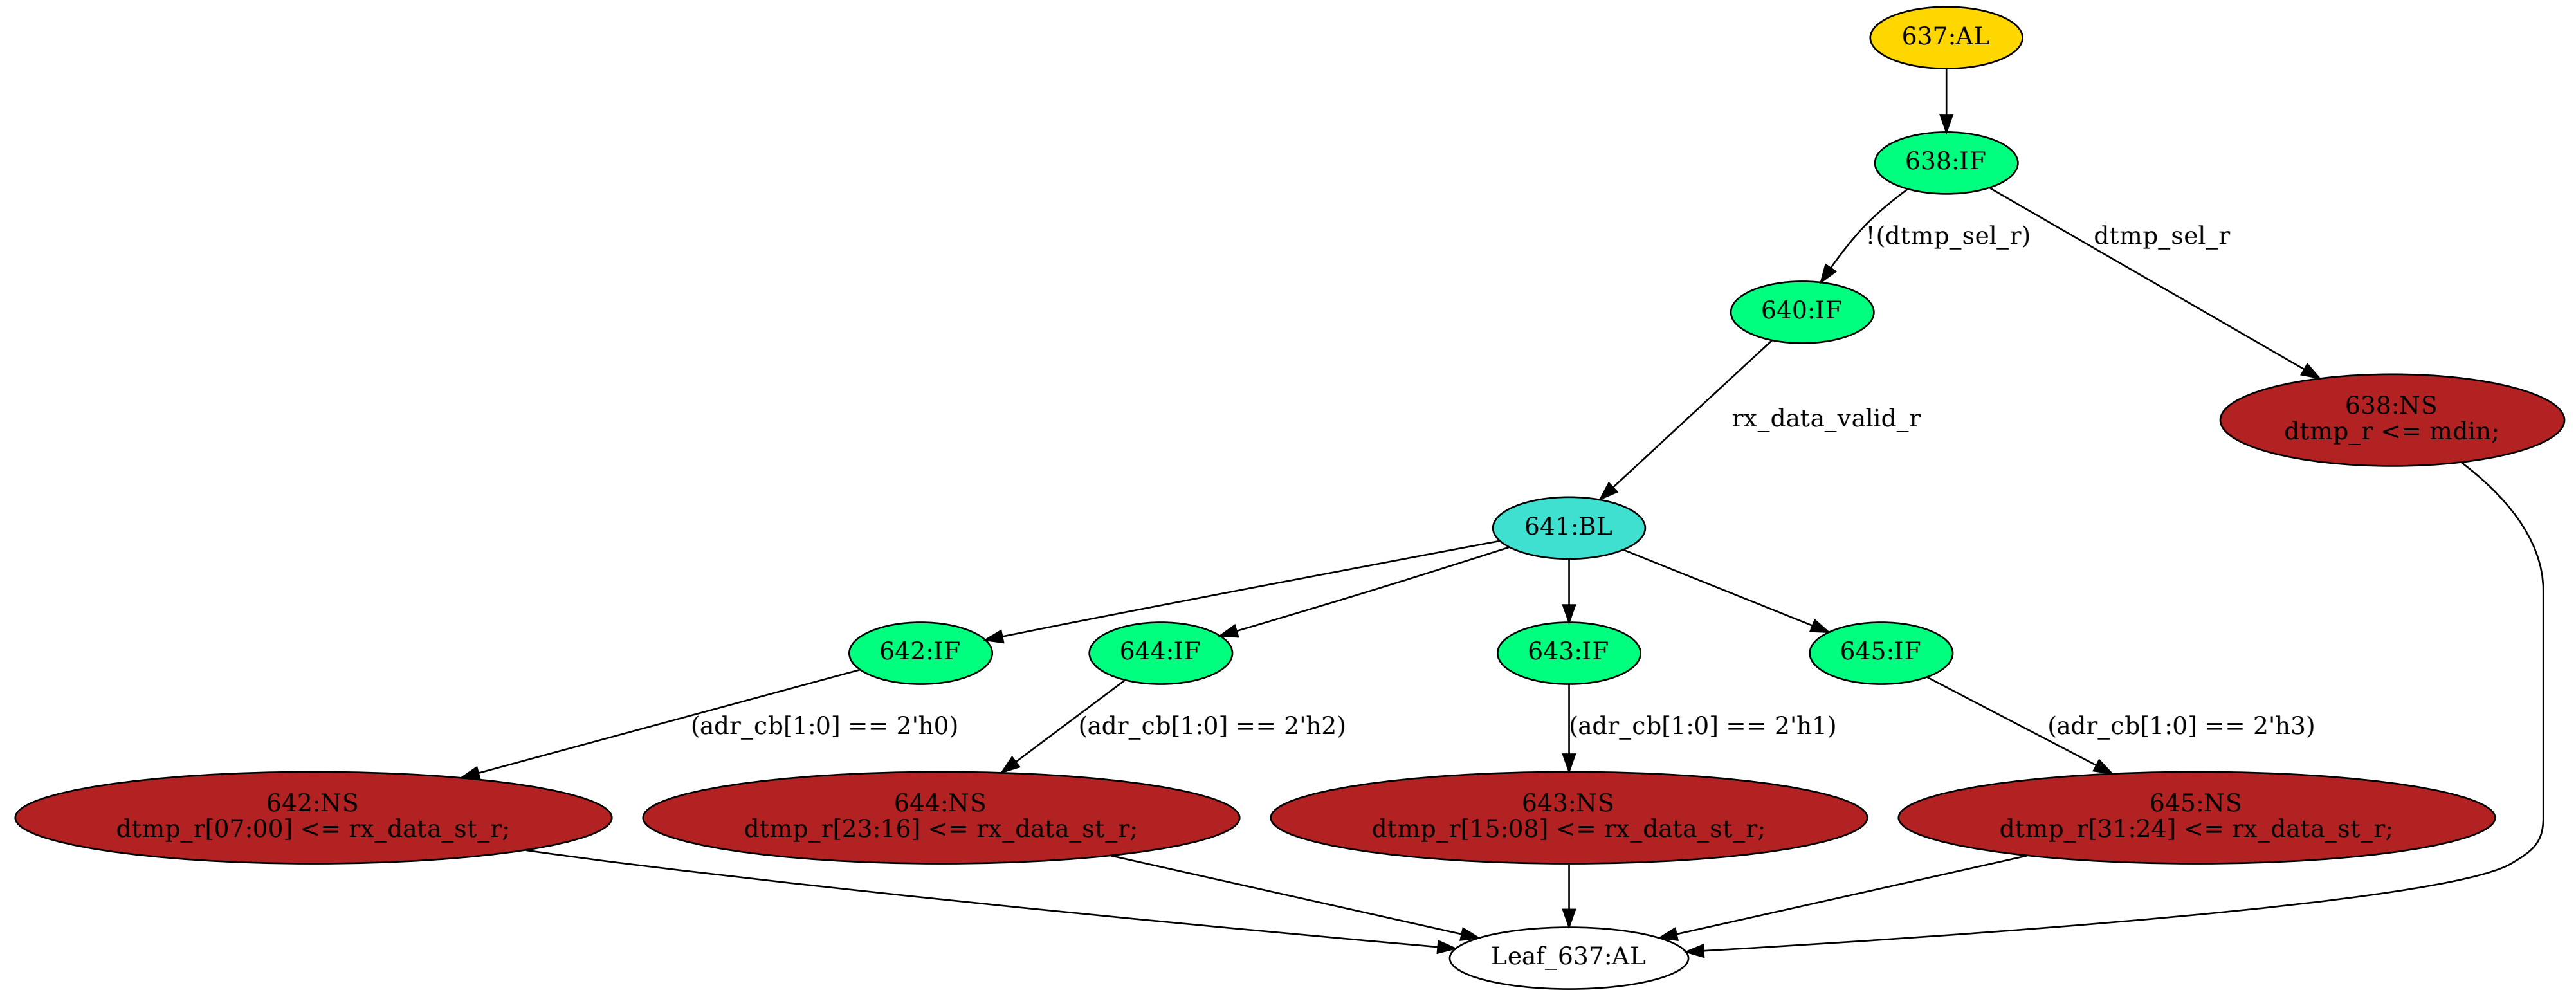 637:AL
638:IF
!(dtmp_sel_r)
dtmp_sel_r
640:IF
rx_data_valid_r
638:NS
dtmp_r <= mdin;
641:BL
642:IF
644:IF
643:IF
645:IF
(adr_cb[1:0] == 2'h0)
(adr_cb[1:0] == 2'h2)
(adr_cb[1:0] == 2'h1)
(adr_cb[1:0] == 2'h3)
642:NS
dtmp_r[07:00] <= rx_data_st_r;
644:NS
dtmp_r[23:16] <= rx_data_st_r;
643:NS
dtmp_r[15:08] <= rx_data_st_r;
645:NS
dtmp_r[31:24] <= rx_data_st_r;
Leaf_637:AL